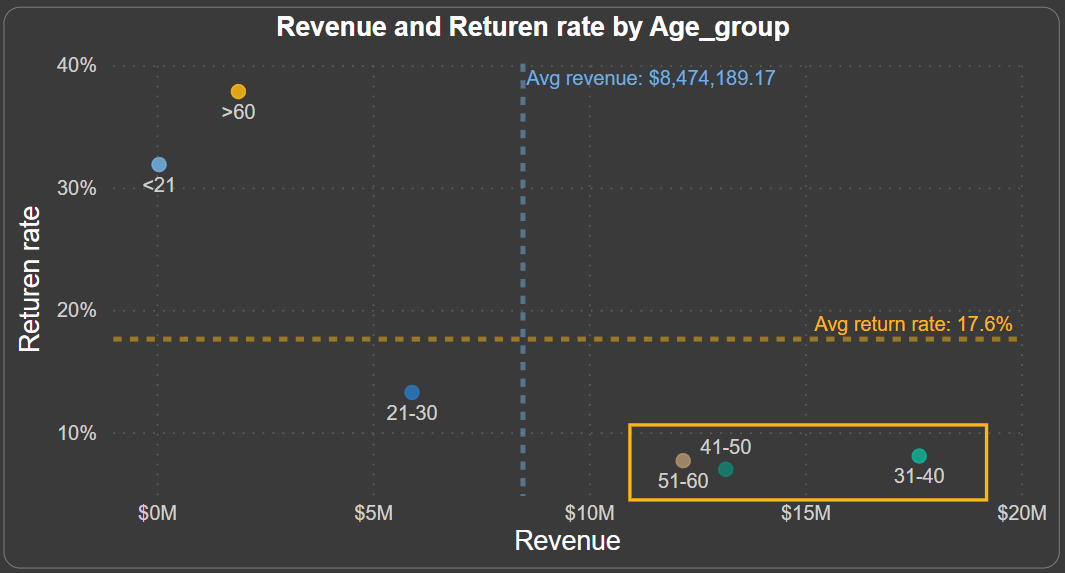 Revenue and Returen rate by Age_group
40%
Avg revenue: $8,474,189.17
>60
<21
30%
Returen rate
20%
Avg return rate: 17.6%
21-30
10%
41-50
51-60
31-40
$0M
$5M
$10M
$15M
$20M
Revenue